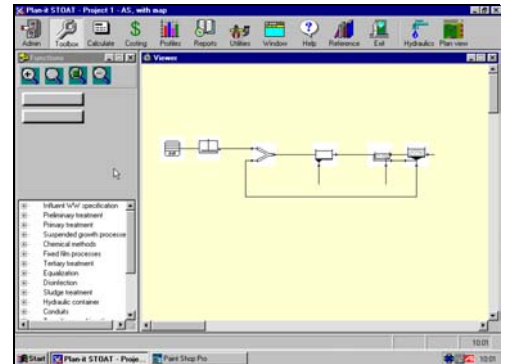 Plan-it STOAT - Project 1 - AS, with map
Admin Toolbox Calculate Costing Profiles Reports Utilities Window Help Reference Exit Hydraulics Plan view
Functions
Viewer
Influent WW specification
Preliminary treatment
Primary treatment
Suspended growth processe
Chemical methods
Fixed film processes
Tertiary treatment
Equalization
Disinfection
Sludge treatment
Hydraulic container
Conduits
10:01
Start Plan-it STOAT - Proje... Paint Shop Pro 10:01